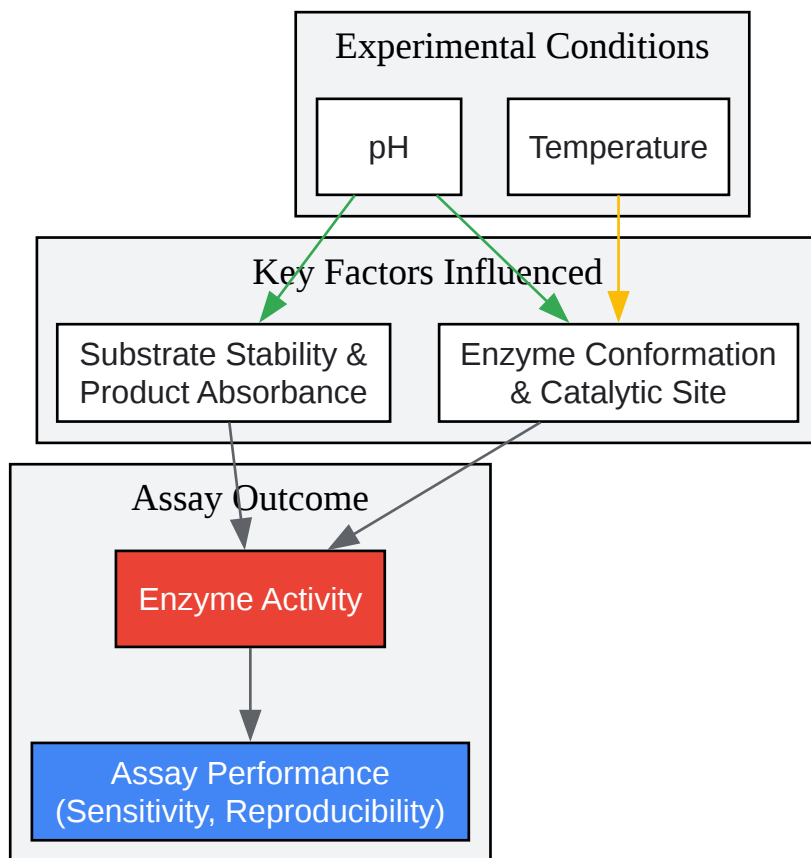 Experimental Conditions
pH
Temperature
Key Factors Influenced
Substrate Stability &
Product Absorbance
Enzyme Conformation
& Catalytic Site
Assay Outcome
Enzyme Activity
Assay Performance
(Sensitivity, Reproducibility)